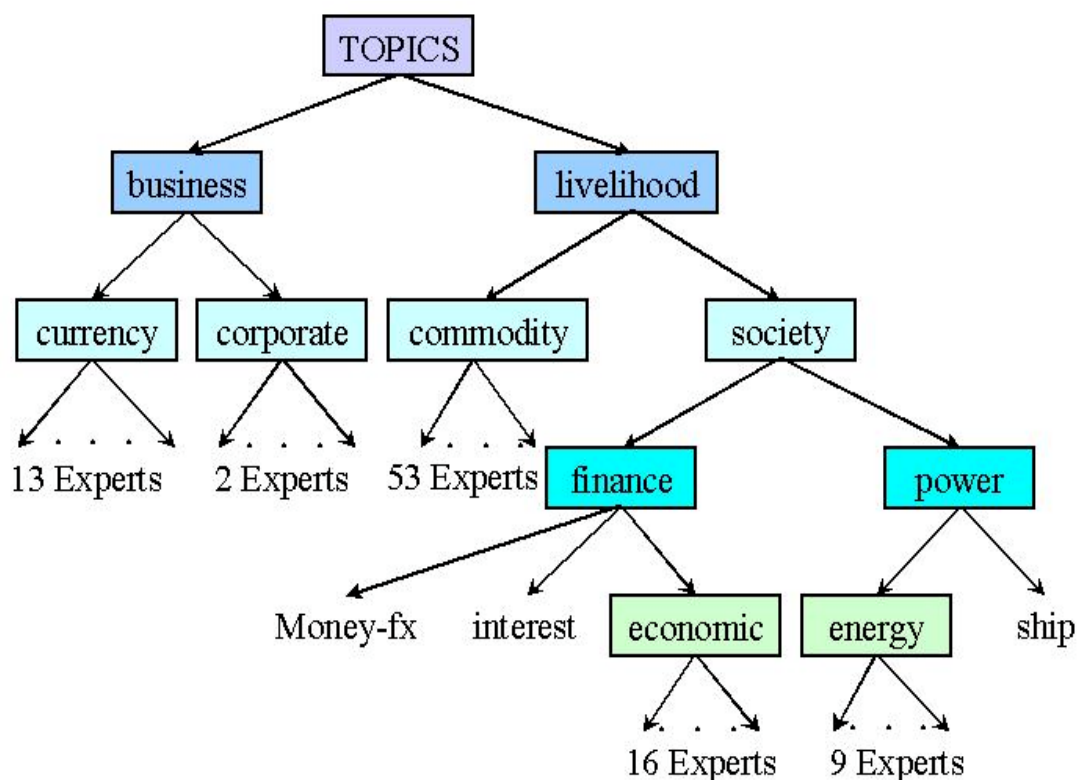 TOPICS
business
livelihood
currency
corporate
commodity
society
. . .
. . .
. . .
13 Experts
2 Experts
53 Experts
finance
power
Money-fx
interest
economic
energy
ship
. . .
. . .
16 Experts
9 Experts